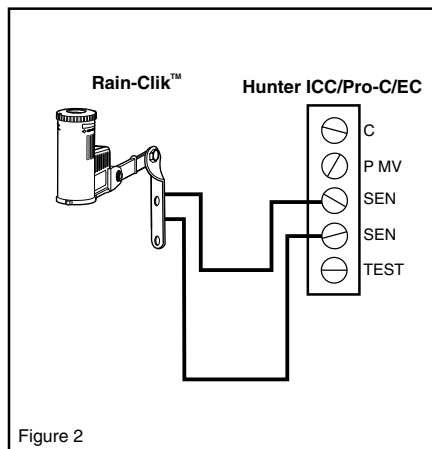 Rain-Clik™
Hunter ICC/Pro-C/EC
C
P MV
SEN
SEN
TEST
Figure 2